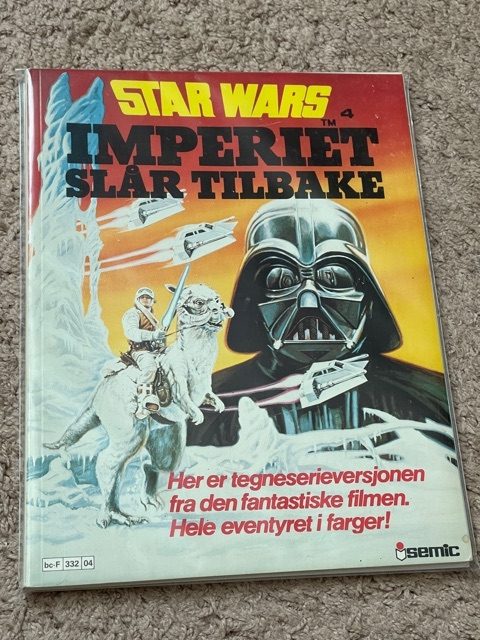 STAR WARS
4
TM
IMPERIET
SLÅR TILBAKE
Her er tegneserieversjonen
fra den fantastiske filmen.
Hele eventyret i farger!
semic
bc-F 332 04